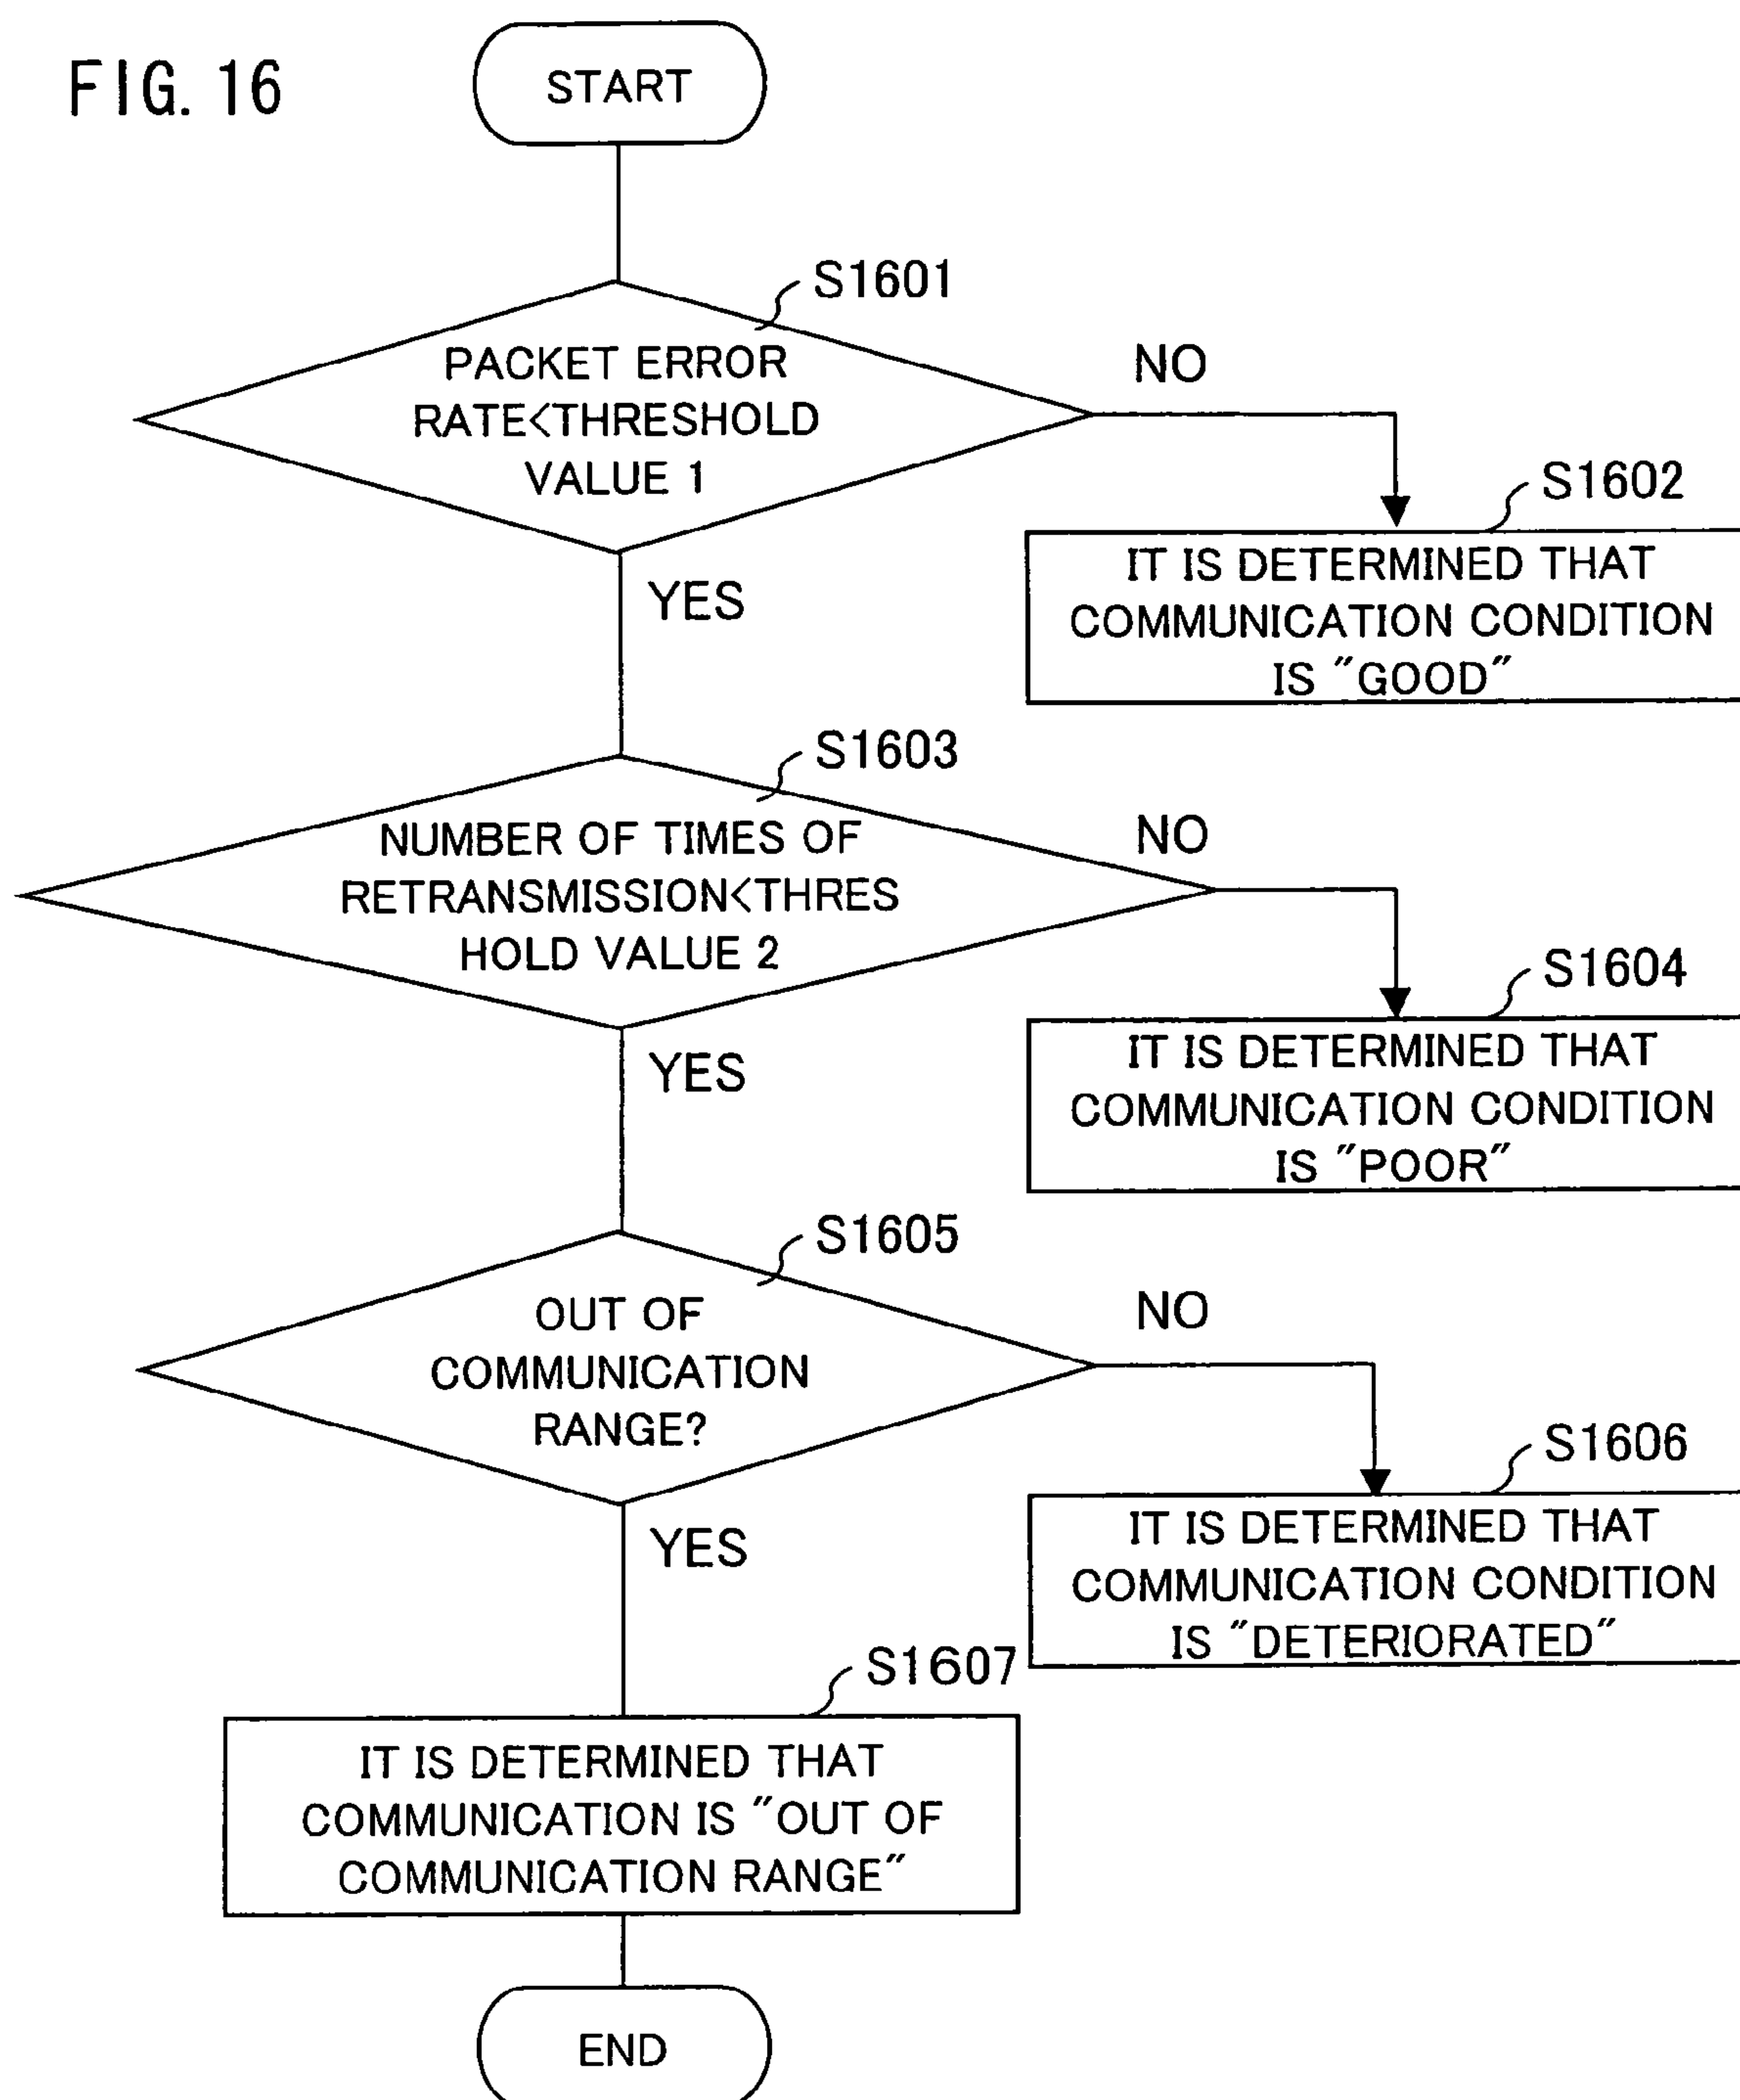 FIG. 16
START
S1601
PACKET ERROR
RATE<THRESHOLD
VALUE 1
NO
YES
S1602
IT IS DETERMINED THAT
COMMUNICATION CONDITION
IS "GOOD"
S1603
NUMBER OF TIMES OF
RETRANSMISSION<THRES
HOLD VALUE 2
NO
YES
S1604
IT IS DETERMINED THAT
COMMUNICATION CONDITION
IS "POOR"
S1605
OUT OF
COMMUNICATION
RANGE?
NO
YES
S1606
IT IS DETERMINED THAT
COMMUNICATION CONDITION
IS "DETERIORATED"
S1607
IT IS DETERMINED THAT
COMMUNICATION IS "OUT OF
COMMUNICATION RANGE"
END